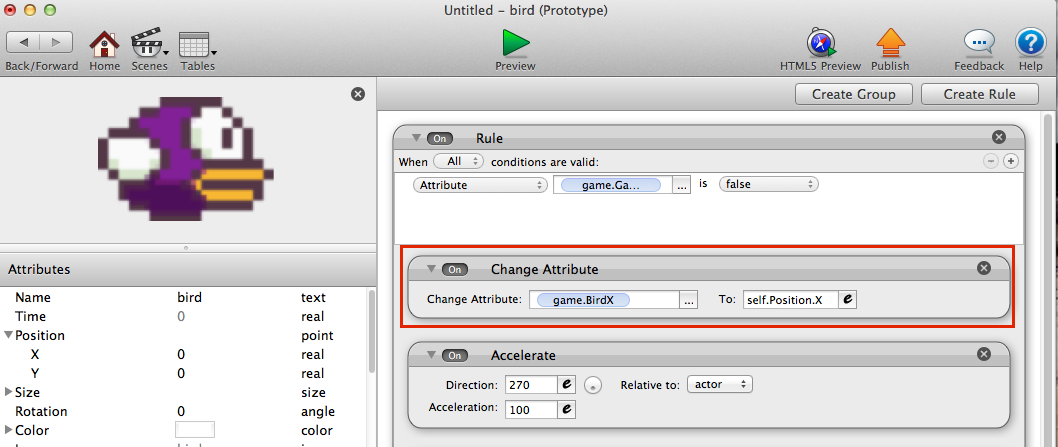 Untitled – bird (Prototype)
Back/Forward Home Scenes Tables Preview HTML5 Preview Publish Feedback Help
Create Group Create Rule
On Rule
When All conditions are valid:
Attribute game.Ga... ... is false
On Change Attribute
Change Attribute: game.BirdX ... To: self.Position.X e
On Accelerate
Direction: 270 e Relative to: actor
Acceleration: 100 e
Attributes
Name bird text
Time 0 real
Position point
X 0 real
Y 0 real
Size size
Rotation 0 angle
Color color